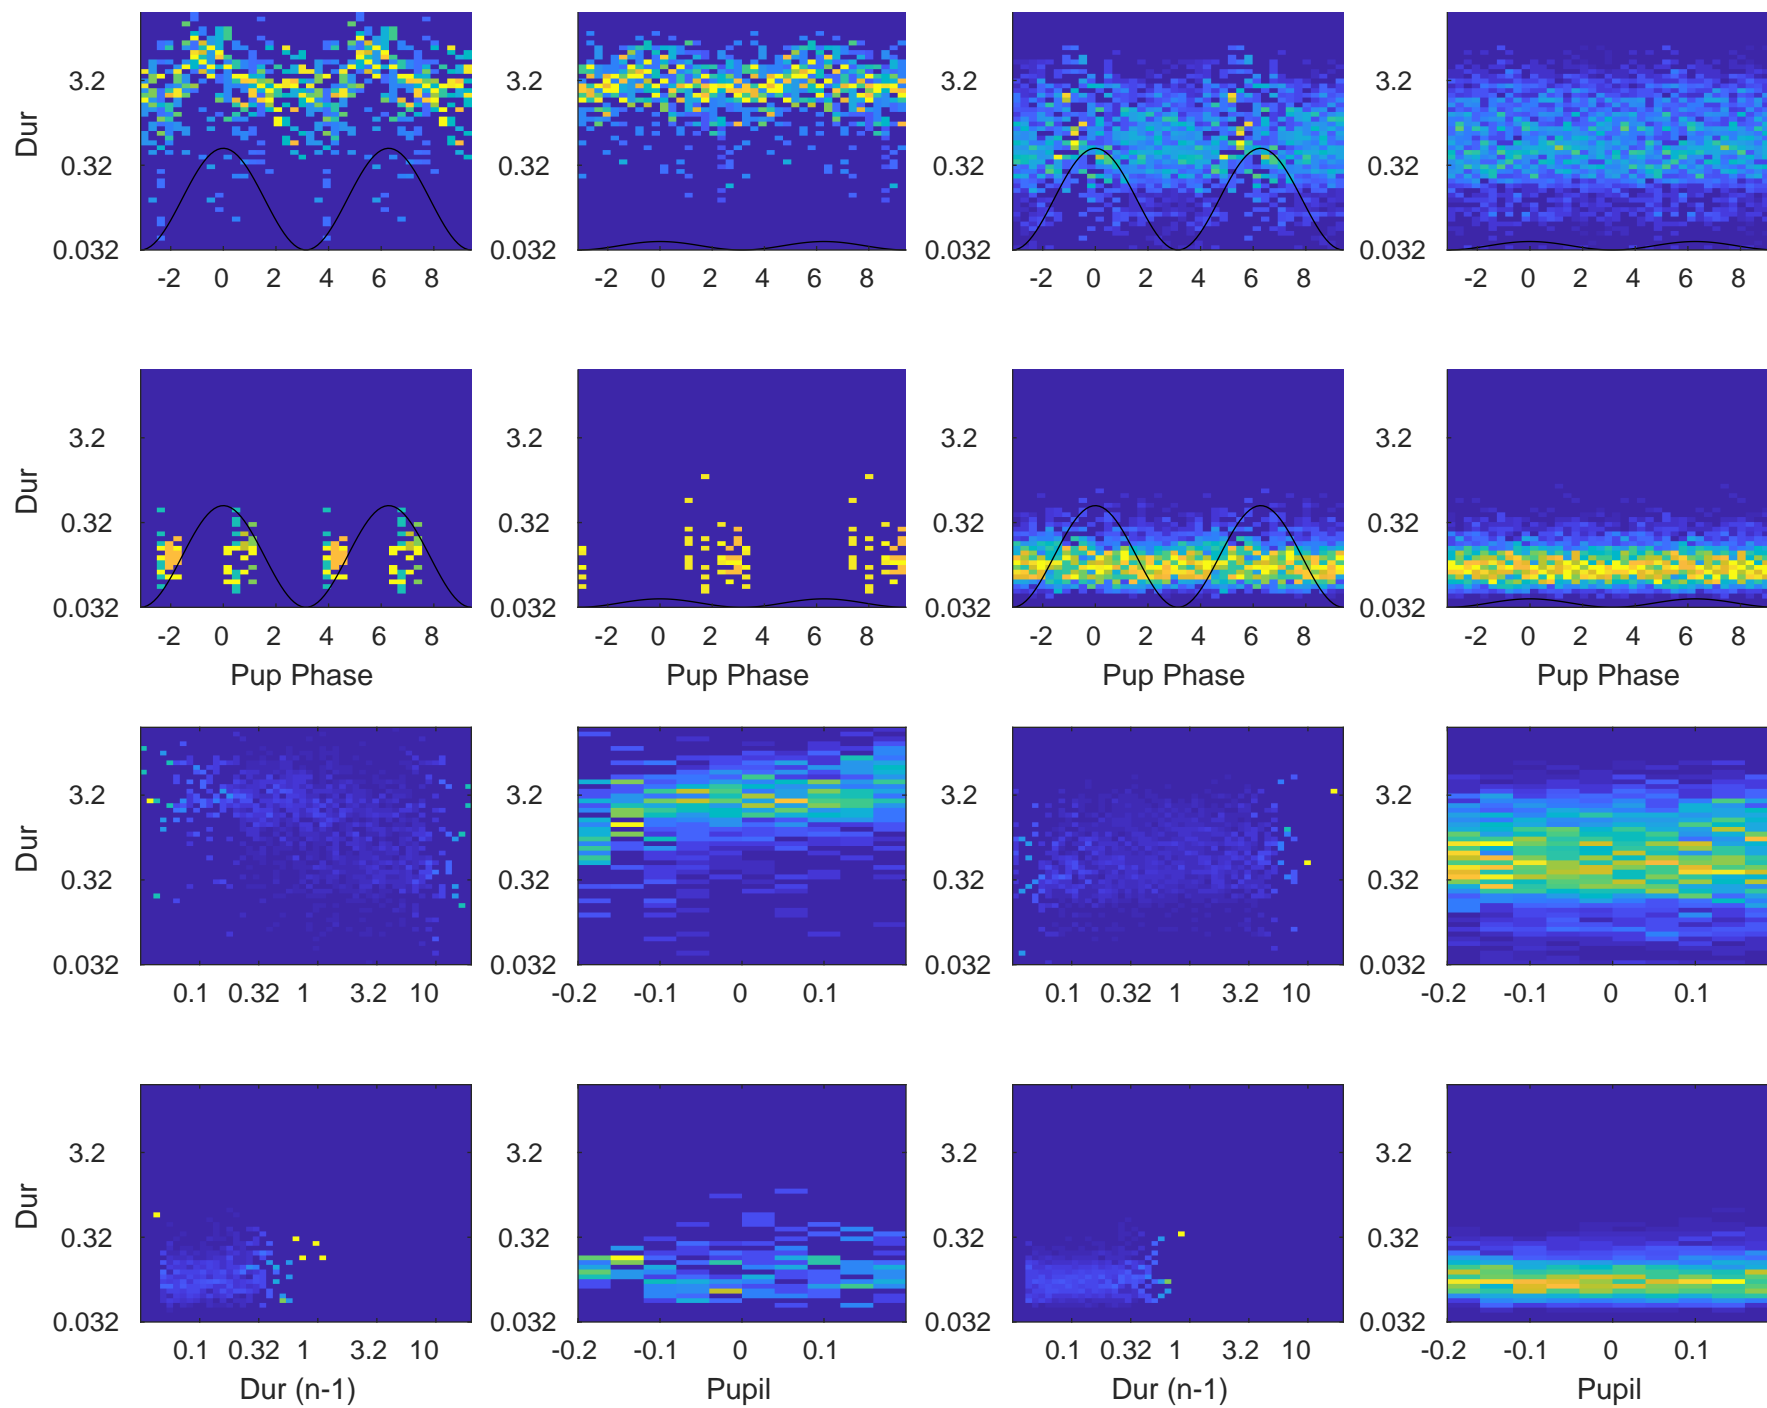 Dur
3.2 3.2 3.2 3.2
0.32 0.32 0.32 0.32
0.032 0.032 0.032 0.032
-2 0 2 4 6 8 -2 0 2 4 6 8 -2 0 2 4 6 8 -2 0 2 4 6 8
Dur
3.2 3.2 3.2 3.2
0.32 0.32 0.32 0.32
0.032 0.032 0.032 0.032
-2 0 2 4 6 8 -2 0 2 4 6 8 -2 0 2 4 6 8 -2 0 2 4 6 8
Pup Phase Pup Phase Pup Phase Pup Phase
Dur
3.2 3.2 3.2 3.2
0.32 0.32 0.32 0.32
0.032 0.032 0.032 0.032
0.1 0.32 1 3.2 10 -0.2 -0.1 0 0.1 0.1 0.32 1 3.2 10 -0.2 -0.1 0 0.1
Dur
3.2 3.2 3.2 3.2
0.32 0.32 0.32 0.32
0.032 0.032 0.032 0.032
0.1 0.32 1 3.2 10 -0.2 -0.1 0 0.1 0.1 0.32 1 3.2 10 -0.2 -0.1 0 0.1
Dur (n-1) Pupil Dur (n-1) Pupil